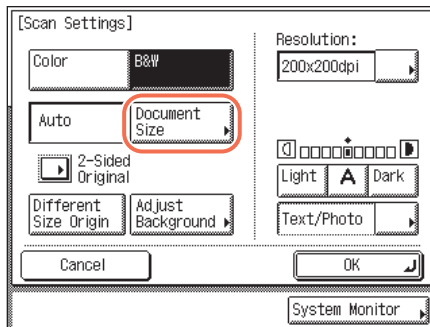 [Scan Settings]
Resolution:
Color
B&W
200x200dpi
Auto
Document
Size
2-Sided
Original
Light
A
Dark
Different
Size Origin
Adjust
Background
Text/Photo
Cancel
OK
System Monitor